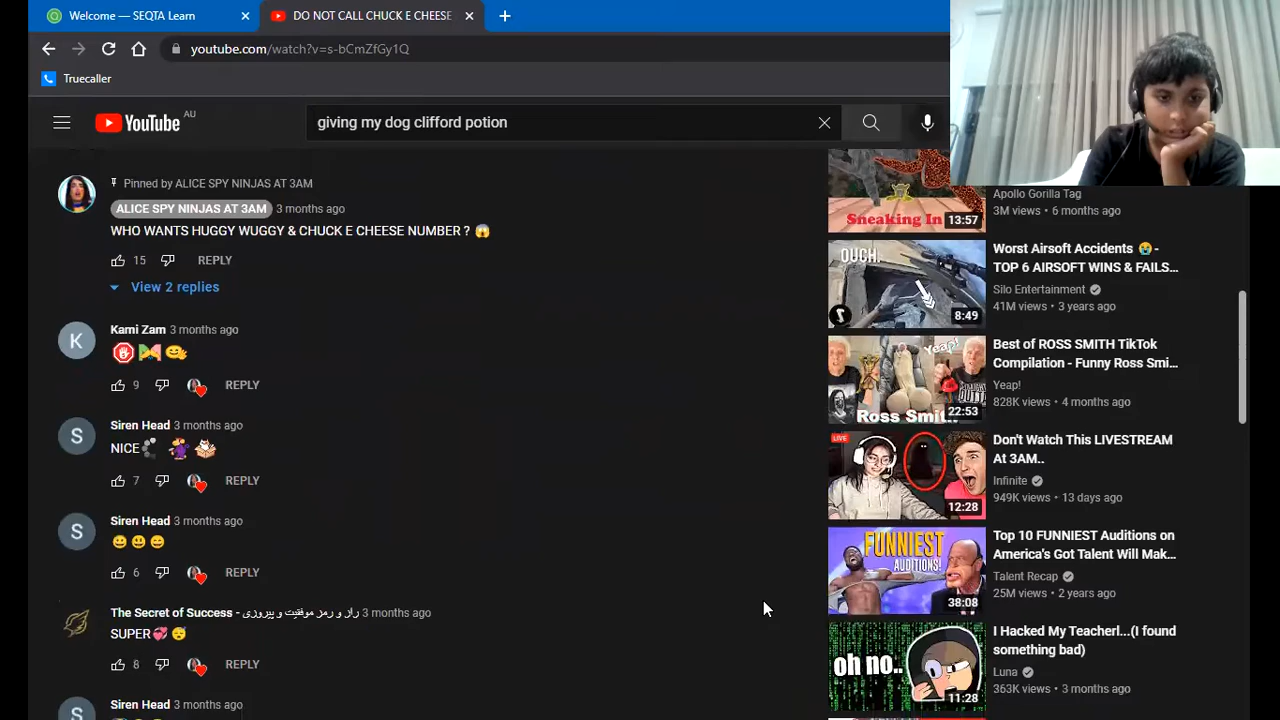 Welcome — SEQTA Learn
DO NOT CALL CHUCK E CHEESE
youtube.com/watch?v=s-bCmZfGy1Q
Truecaller
YouTube AU
giving my dog clifford potion
Pinned by ALICE SPY NINJAS AT 3AM
ALICE SPY NINJAS AT 3AM 3 months ago
WHO WANTS HUGGY WUGGY & CHUCK E CHEESE NUMBER ? 😱
15 REPLY
View 2 replies
K
Kami Zam 3 months ago
9 REPLY
S
Siren Head 3 months ago
NICE
7 REPLY
S
Siren Head 3 months ago
😀 😃 😄
6 REPLY
The Secret of Success - راز و رمز موفقیت و پیروزی 3 months ago
SUPER💞😴
8 REPLY
S
Siren Head 3 months ago
Sneaking In
13:57
Apollo Gorilla Tag
3M views • 6 months ago
OUCH.
8:49
Worst Airsoft Accidents 😭 -
TOP 6 AIRSOFT WINS & FAILS...
Silo Entertainment
41M views • 3 years ago
Yeap!
Ross Smith
22:53
Best of ROSS SMITH TikTok
Compilation - Funny Ross Smi...
Yeap!
828K views • 4 months ago
LIVE
12:28
Don't Watch This LIVESTREAM
At 3AM..
Infinite
949K views • 13 days ago
FUNNIEST
AUDITIONS!
38:08
Top 10 FUNNIEST Auditions on
America's Got Talent Will Mak...
Talent Recap
25M views • 2 years ago
oh no..
11:28
I Hacked My Teacher!...(I found
something bad)
Luna
363K views • 3 months ago